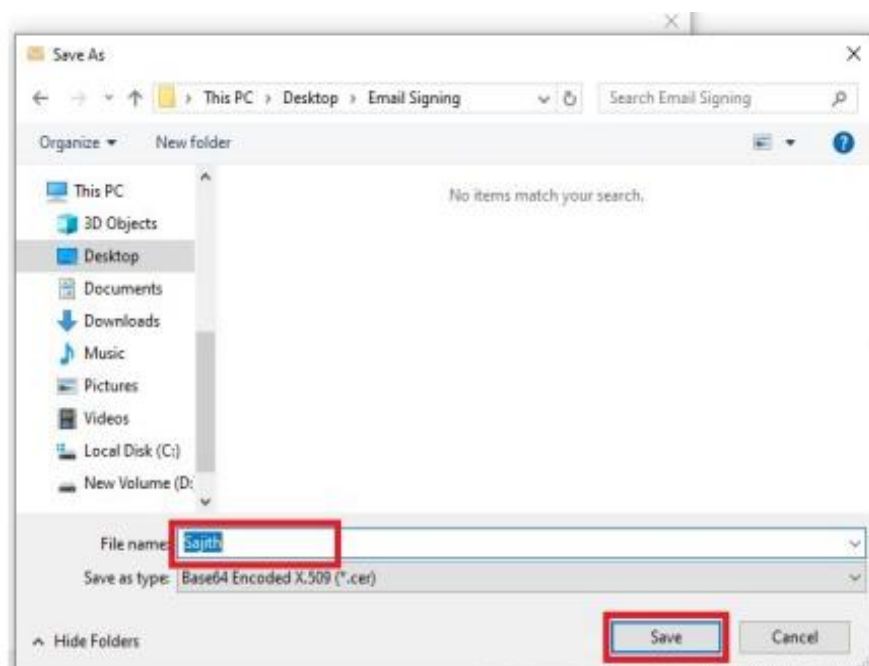 Save As
This PC > Desktop > Email Signing
Search Email Signing
Organize
New folder
No items match your search.
This PC
3D Objects
Desktop
Documents
Downloads
Music
Pictures
Videos
Local Disk (C:)
New Volume (D:
File name: Sajith
Save as type: Base64 Encoded X.509 (*.cer)
Hide Folders
Save
Cancel